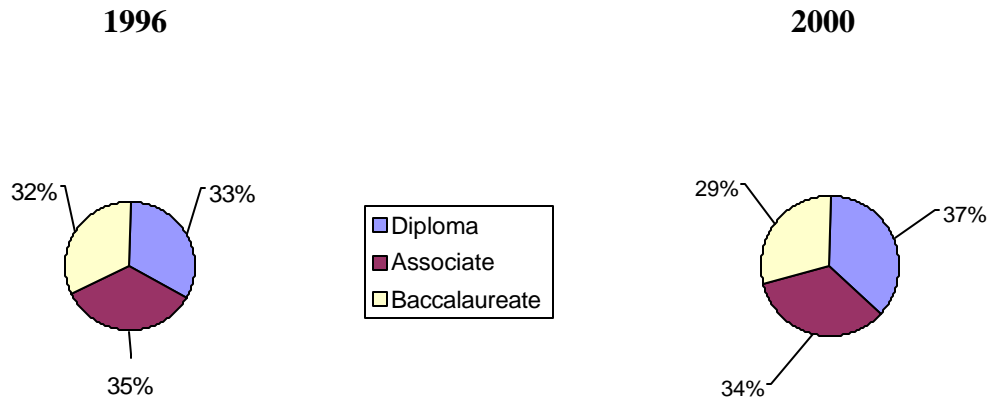 1996
2000
32%
33%
35%
Diploma
Associate
Baccalaureate
29%
37%
34%